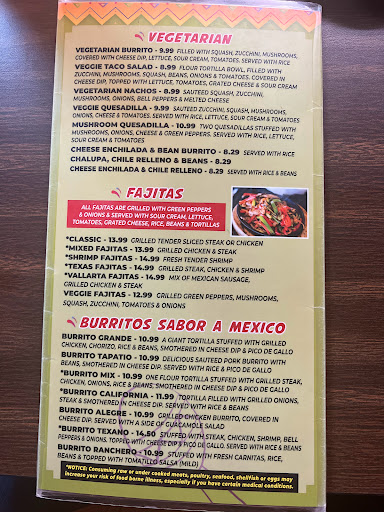 VEGETARIAN
VEGETARIAN BURRITO - 9.99 FILLED WITH SQUASH, ZUCCHINI, MUSHROOMS,
COVERED WITH CHEESE DIP, LETTUCE, SOUR CREAM, TOMATOES. SERVED WITH RICE
VEGGIE TACO SALAD - 8.99 FLOUR TORTILLA BOWL, FILLED WITH
ZUCCHINI, MUSHROOMS, SQUASH, BEANS, ONIONS & TOMATOES. COVERED IN
CHEESE DIP, TOPPED WITH LETTUCE, TOMATOES, GRATED CHEESE & SOUR CREAM
VEGETARIAN NACHOS - 8.99 SAUTEED SQUASH, ZUCCHINI,
MUSHROOMS, ONIONS, BELL PEPPERS & MELTED CHEESE
VEGGIE QUESADILLA - 9.99 SAUTEED ZUCCHINI, SQUASH, MUSHROOMS,
ONIONS, CHEESE & TOMATOES. SERVED WITH RICE, LETTUCE, SOUR CREAM & TOMATOES
MUSHROOM QUESADILLA - 10.99 TWO QUESADILLAS STUFFED WITH
MUSHROOMS, ONIONS, CHEESE & GREEN PEPPERS. SERVED WITH RICE, LETTUCE,
SOUR CREAM & TOMATOES
CHEESE ENCHILADA & BEAN BURRITO - 8.29 SERVED WITH RICE
CHALUPA, CHILE RELLENO & BEANS - 8.29
CHEESE ENCHILADA & CHILE RELLENO - 8.29 SERVED WITH RICE & BEANS
FAJITAS
ALL FAJITAS ARE GRILLED WITH GREEN PEPPERS
& ONIONS & SERVED WITH SOUR CREAM, LETTUCE,
TOMATOES, GRATED CHEESE, RICE, BEANS & TORTILLAS
*CLASSIC - 13.99 GRILLED TENDER SLICED STEAK OR CHICKEN
*MIXED FAJITAS - 13.99 GRILLED CHICKEN & STEAK
*SHRIMP FAJITAS - 14.99 FRESH TENDER SHRIMP
*TEXAS FAJITAS - 14.99 GRILLED STEAK, CHICKEN & SHRIMP
*VALLARTA FAJITAS - 14.99 MIX OF MEXICAN SAUSAGE,
GRILLED CHICKEN & STEAK
VEGGIE FAJITAS - 12.99 GRILLED GREEN PEPPERS, MUSHROOMS,
SQUASH, ZUCCHINI, TOMATOES & ONIONS
BURRITOS SABOR A MEXICO
BURRITO GRANDE - 10.99 A GIANT TORTILLA STUFFED WITH GRILLED
CHICKEN, CHORIZO, RICE & BEANS, SMOTHERED IN CHEESE DIP & PICO DE GALLO
BURRITO TAPATIO - 10.99 DELICIOUS SAUTEED PORK BURRITO WITH
BEANS, SMOTHERED IN CHEESE DIP. SERVED WITH RICE & PICO DE GALLO
*BURRITO MIX - 10.99 ONE FLOUR TORTILLA STUFFED WITH GRILLED STEAK,
CHICKEN, ONIONS, RICE & BEANS, SMOTHERED IN CHEESE DIP & PICO DE GALLO
*BURRITO CALIFORNIA - 11.99 TORTILLA FILLED WITH GRILLED ONIONS,
STEAK & SMOTHERED IN CHEESE DIP. SERVED WITH RICE & BEANS
BURRITO ALEGRE - 10.99 GRILLED CHICKEN BURRITO, COVERED IN
CHEESE DIP. SERVED WITH A SIDE OF GUACAMOLE SALAD
*BURRITO TEXANO - 14.50 STUFFED WITH STEAK, CHICKEN, SHRIMP, BELL
PEPPERS & ONIONS. TOPPED WITH CHEESE DIP & PICO DE GALLO. SERVED WITH RICE & BEANS
BURRITO RANCHERO - 10.99 STUFFED WITH FRESH CARNITAS, RICE,
BEANS & TOPPED WITH TOMATILLO SALSA (MILD)
*NOTICE: Consuming raw or under cooked meats, poultry, seafood, shellfish or eggs may
increase your risk of food borne illness, especially if you have certain medical conditions.